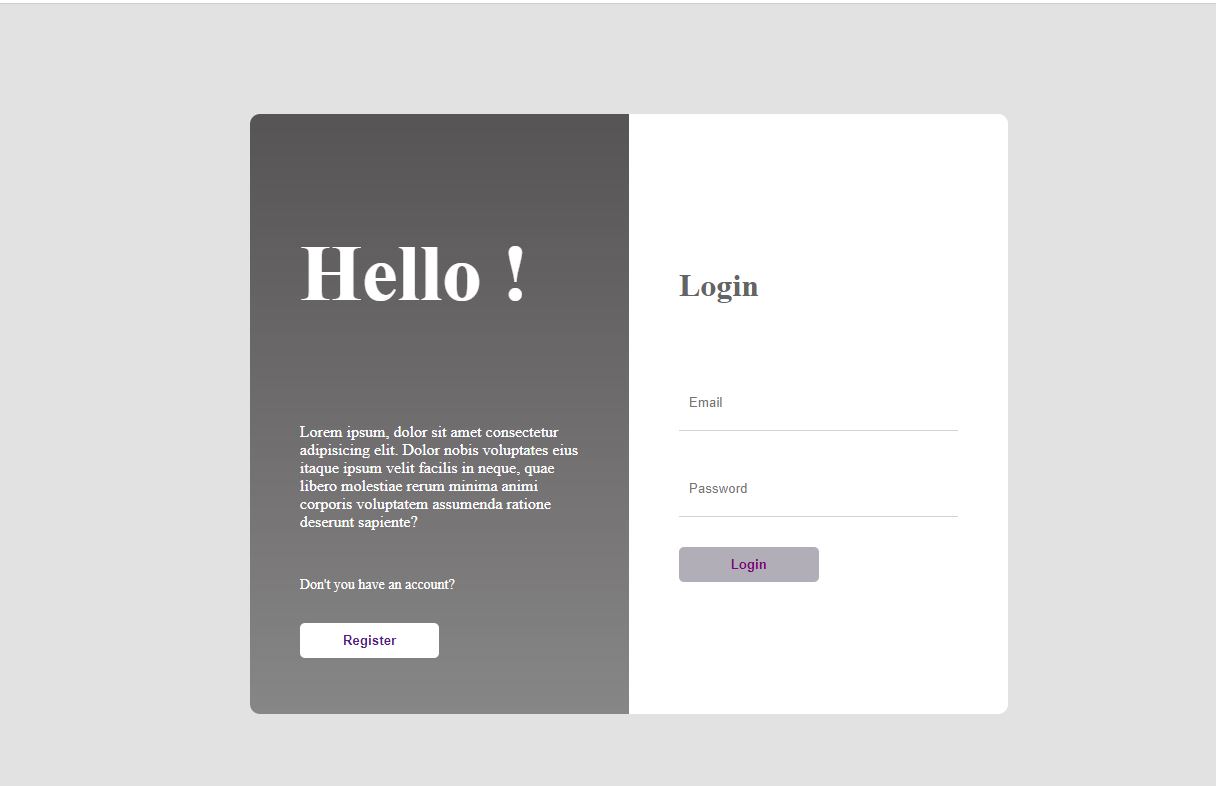 Hello !
Lorem ipsum, dolor sit amet consectetur
adipisicing elit. Dolor nobis voluptates eius
itaque ipsum velit facilis in neque, quae
libero molestiae rerum minima animi
corporis voluptatem assumenda ratione
deserunt sapiente?
Don't you have an account?
Register
Login
Email
Password
Login